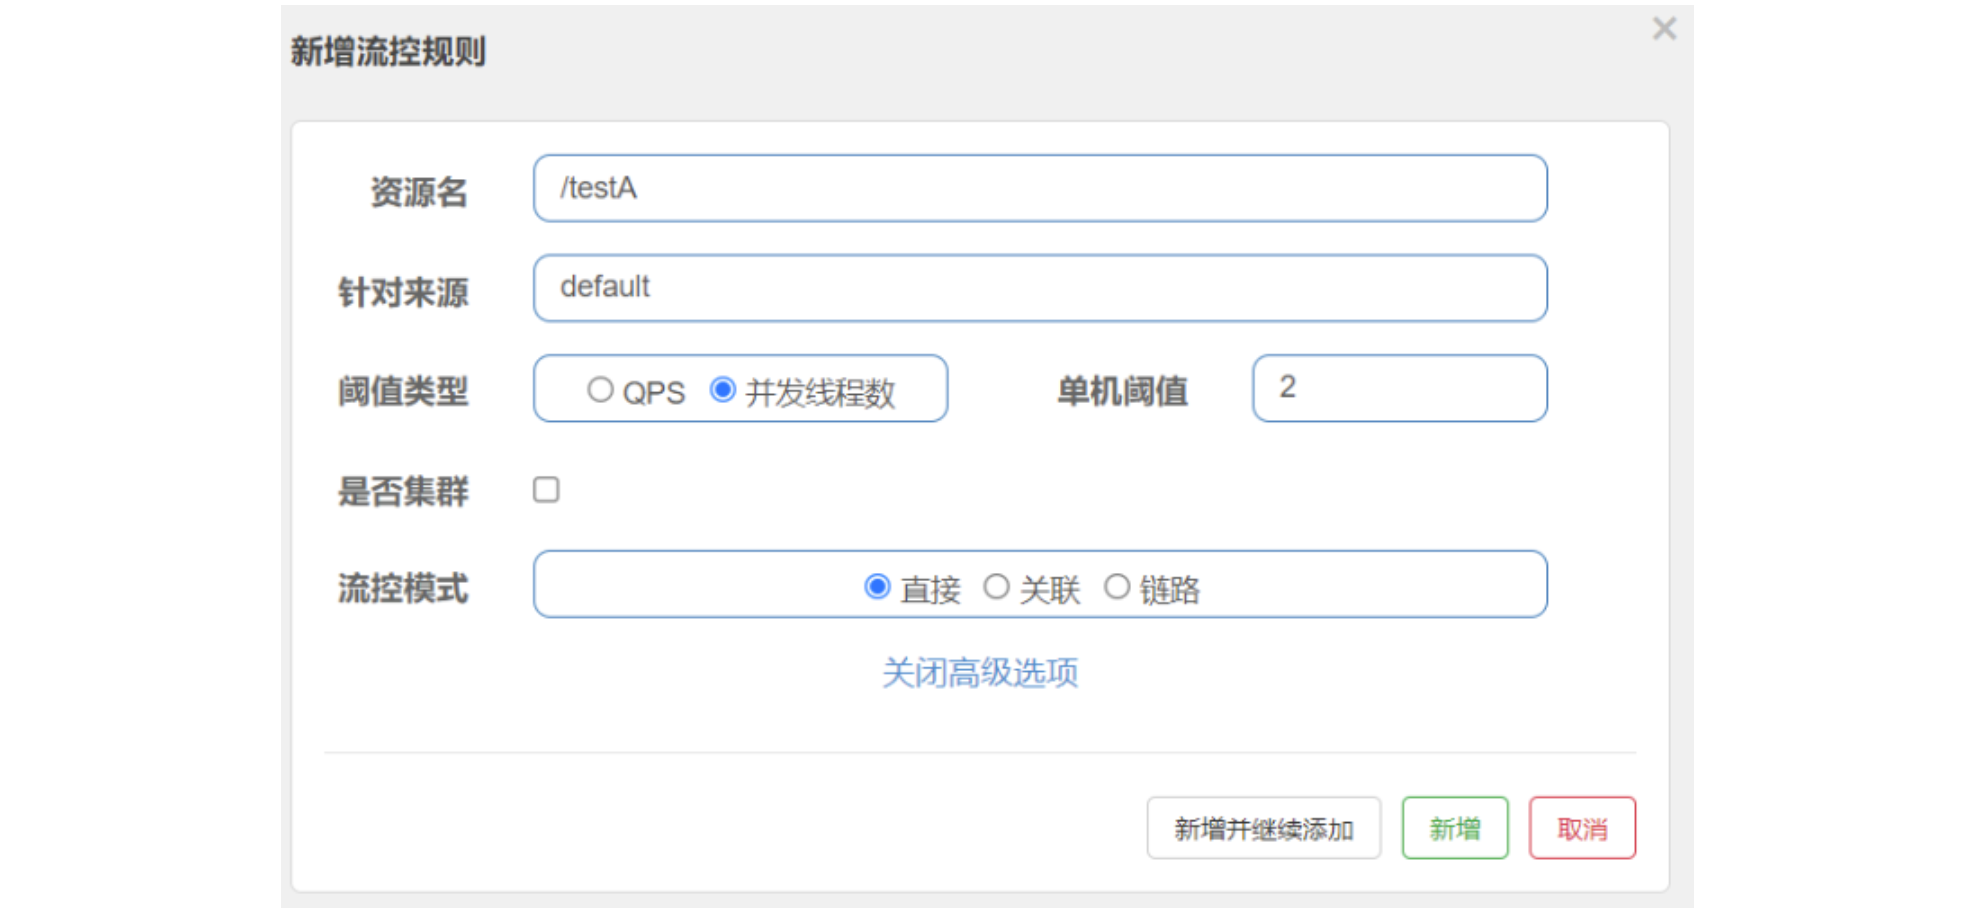 新增流控规则
×
资源名 /testA
针对来源 default
阈值类型 QPS 并发线程数 单机阈值 2
是否集群
流控模式 直接 关联 链路
关闭高级选项
新增并继续添加 新增 取消